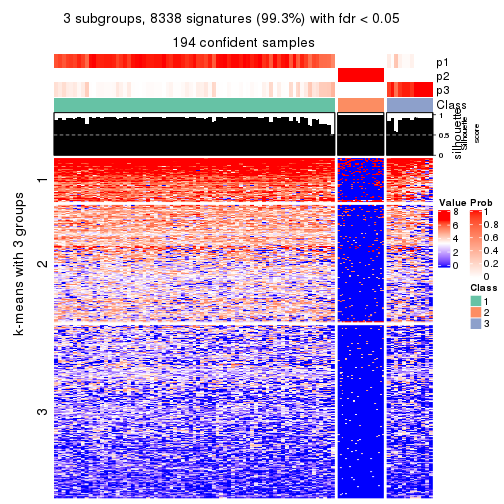 3 subgroups, 8338 signatures (99.3%) with fdr < 0.05
194 confident samples
p1
p2
p3
Class
1
0.5
0
silhouette
Silhouette
score
k-means with 3 groups
1
2
3
Value
8
6
4
2
0
Prob
1
0.8
0.6
0.4
0.2
0
Class
1
2
3